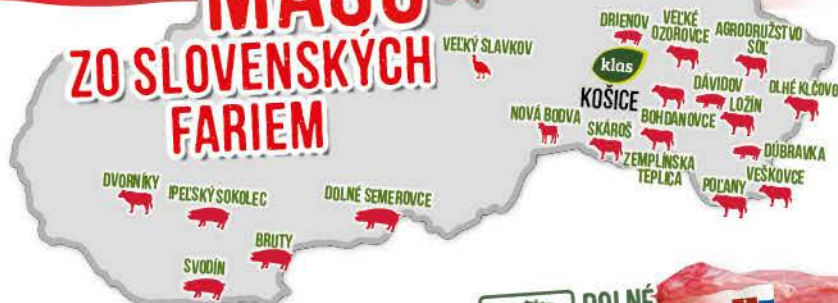 MÄSO
ZO SLOVENSKÝCH
FARIEM
VEĽKÝ SLAVKOV
DRIENOV
VEĽKÉ
OZOROVCE
AGRODRUŽSTVO
SOĽ
klas
KOŠICE
DÁVIDOV
LOŽÍN
DLHÉ KLČOVO
NOVÁ BODVA
SKÁROŠ
BOHDANOVCE
ZEMPLÍNSKA
TEPLICA
DÚBRAVKA
POĽANY
VEŠKOVCE
DVORNÍKY
IPEĽSKÝ SOKOLEC
DOLNÉ SEMEROVCE
BRUTY
SVODÍN
DOLNÉ